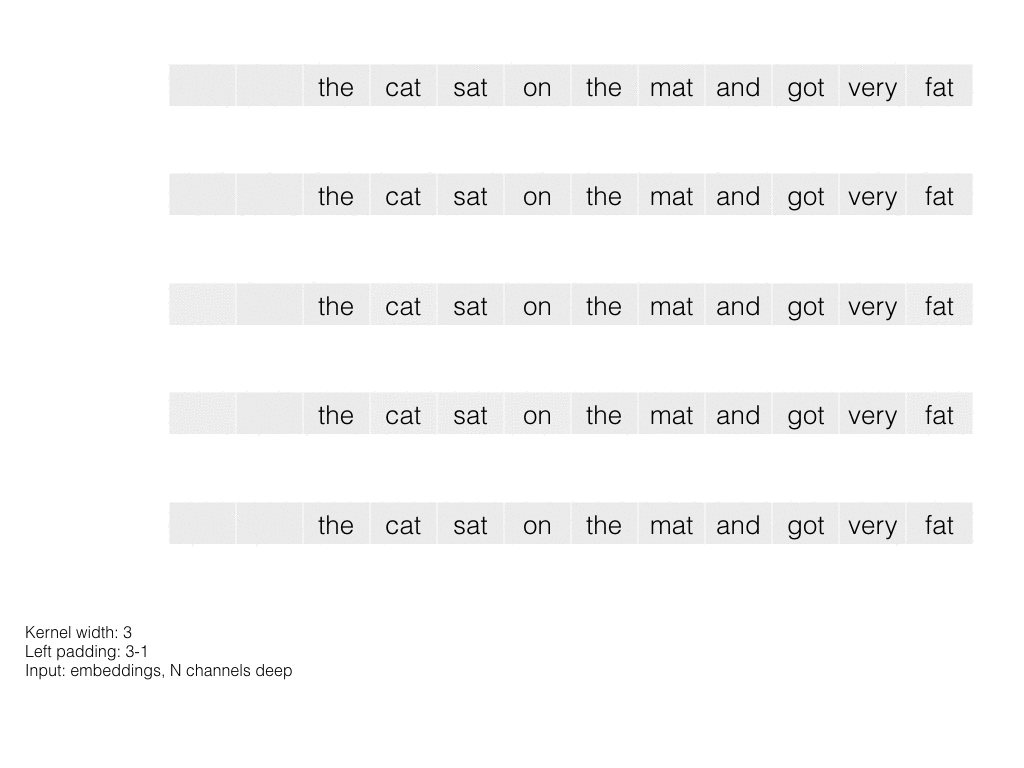 the cat sat on the mat and got very fat
the cat sat on the mat and got very fat
the cat sat on the mat and got very fat
the cat sat on the mat and got very fat
the cat sat on the mat and got very fat
Kernel width: 3
Left padding: 3-1
Input: embeddings, N channels deep